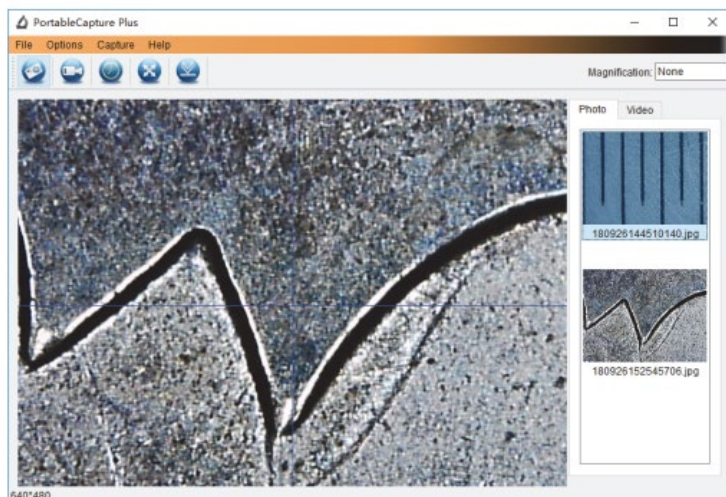 PortableCapture Plus
File Options Capture Help
Magnification: None
Photo Video
180926144510140.jpg
180926152545706.jpg
640*480